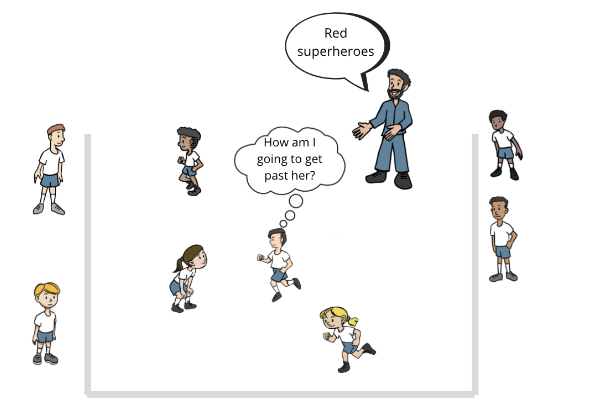 Red
superheroes
How am I
going to get
past her?